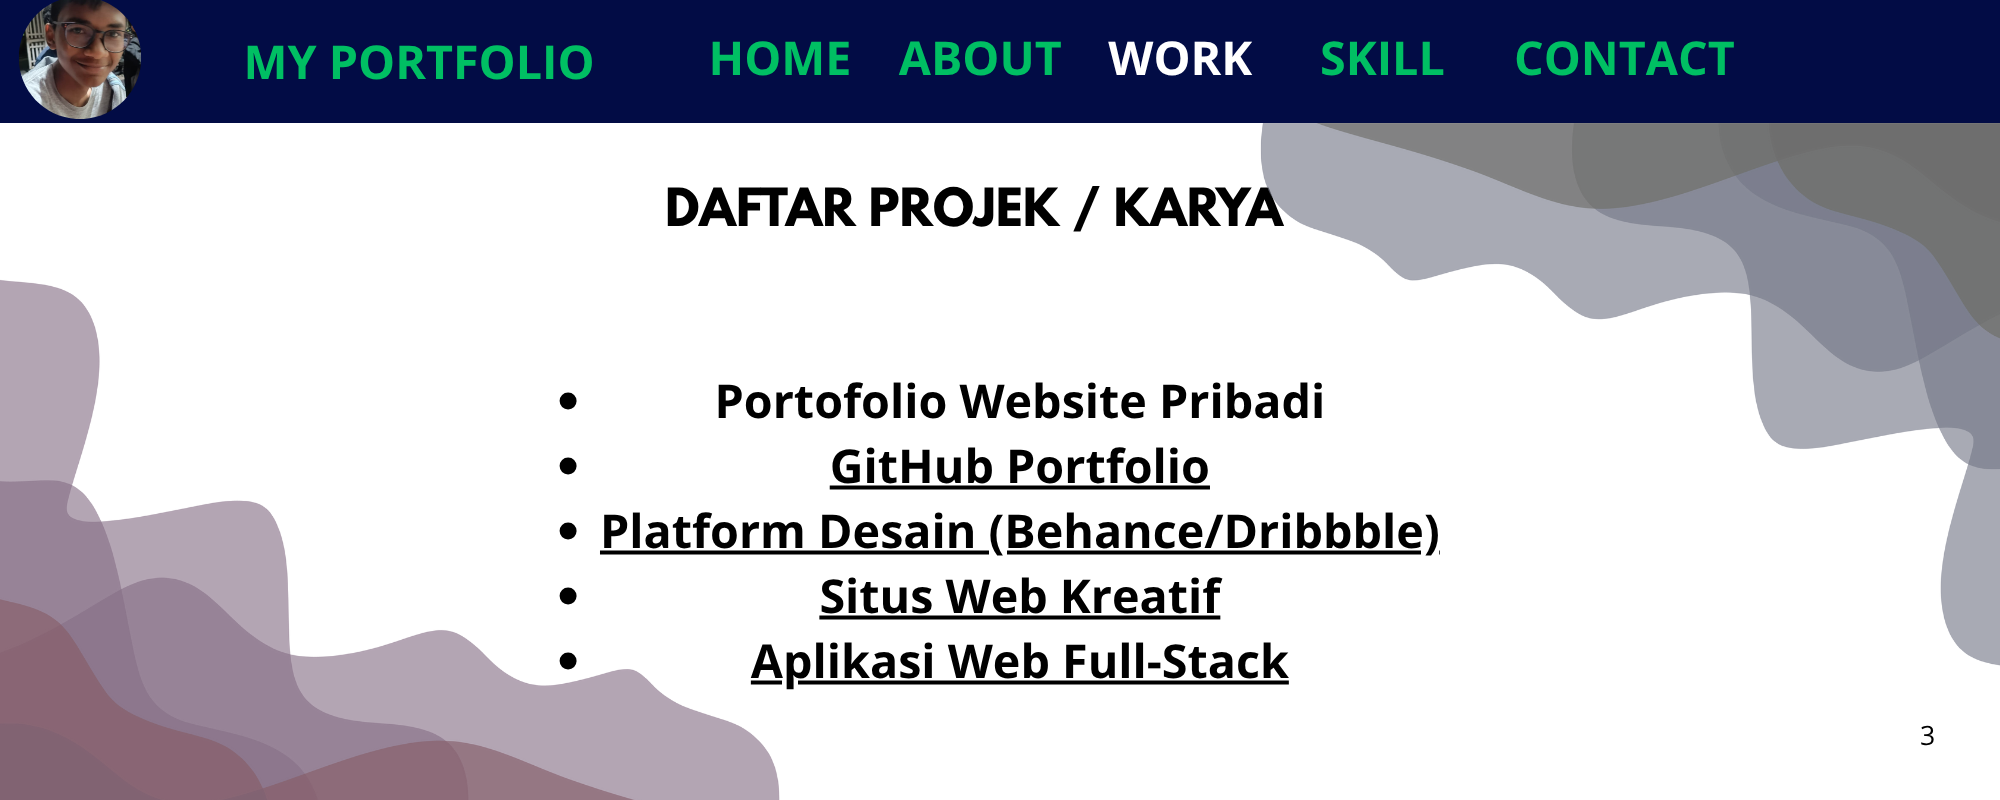 MY PORTFOLIO HOME ABOUT WORK SKILL CONTACT
DAFTAR PROJEK / KARYA
• Portofolio Website Pribadi
• GitHub Portfolio
• Platform Desain (Behance/Dribbble)
• Situs Web Kreatif
• Aplikasi Web Full-Stack
3